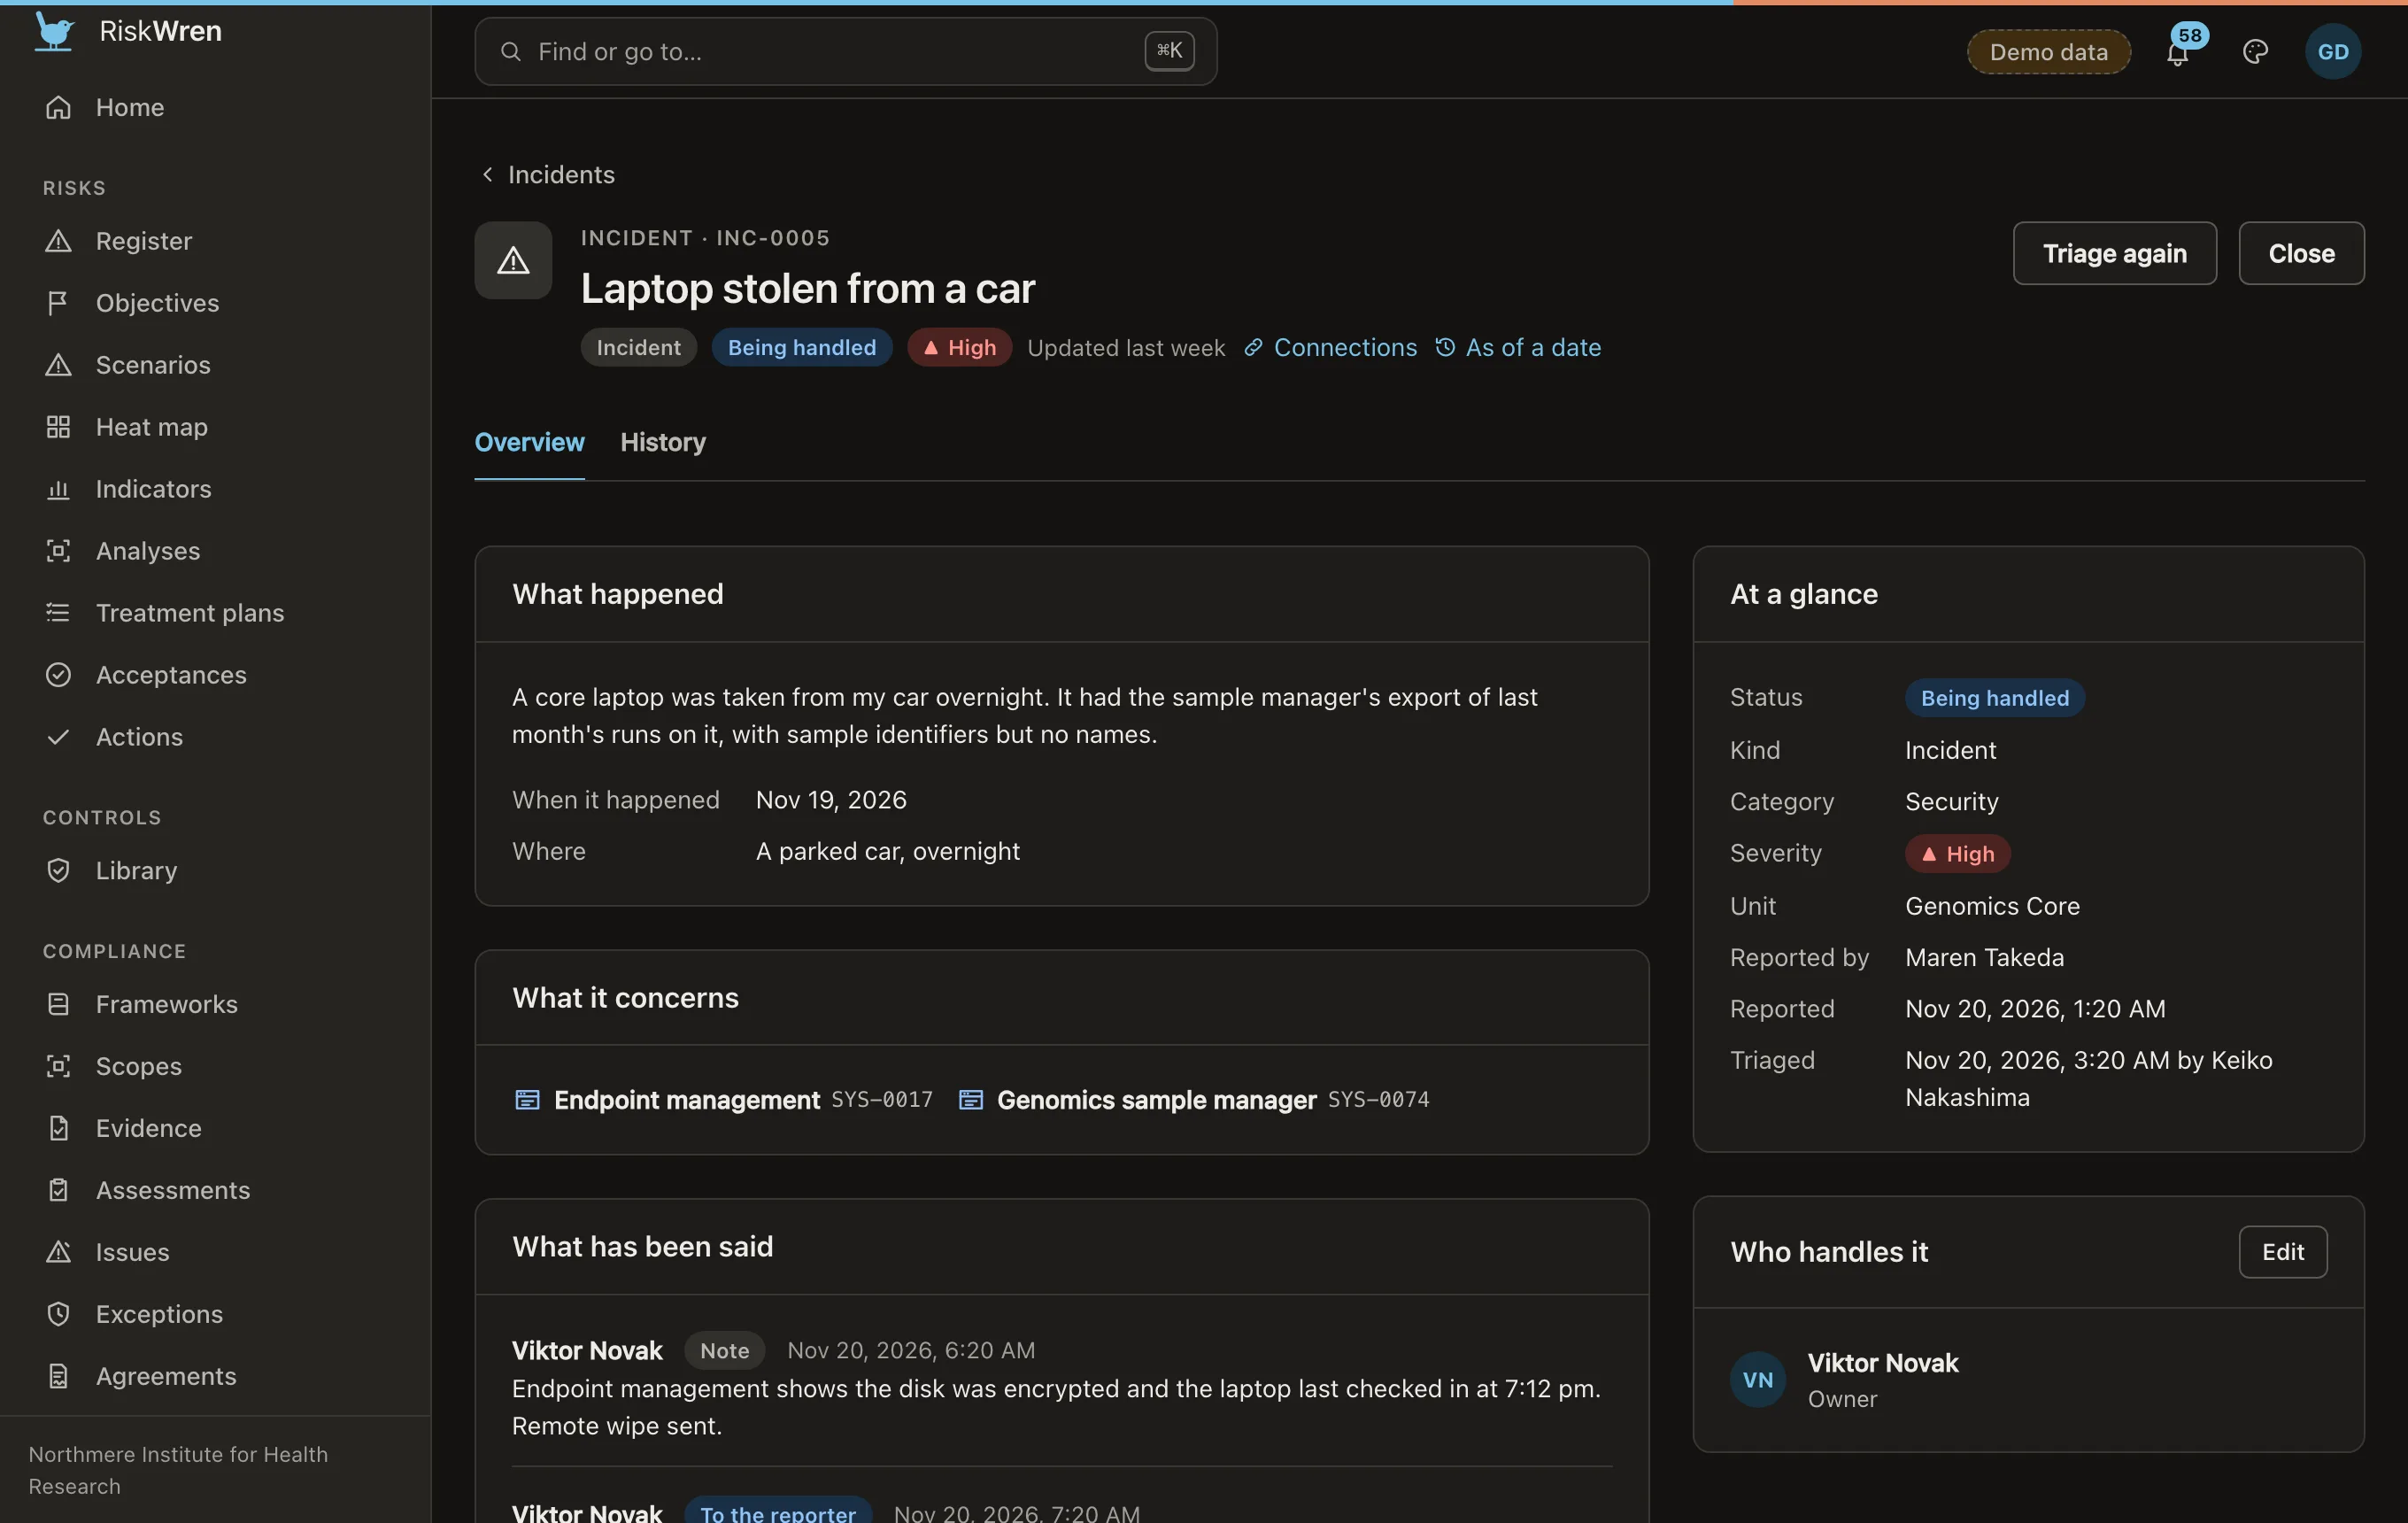 RiskWren
Home
RISKS
Register
Objectives
Scenarios
Heat map
Indicators
Analyses
Treatment plans
Acceptances
Actions
CONTROLS
Library
COMPLIANCE
Frameworks
Scopes
Evidence
Assessments
Issues
Exceptions
Agreements
Northmere Institute for Health
Research
Find or go to...
⌘K
Demo data
58
GD
Incidents
INCIDENT · INC-0005
Laptop stolen from a car
Incident Being handled High Updated last week Connections As of a date
Triage again
Close
Overview History
What happened
A core laptop was taken from my car overnight. It had the sample manager's export of last
month's runs on it, with sample identifiers but no names.
When it happened Nov 19, 2026
Where A parked car, overnight
What it concerns
Endpoint management SYS-0017 Genomics sample manager SYS-0074
What has been said
Viktor Novak Note Nov 20, 2026, 6:20 AM
Endpoint management shows the disk was encrypted and the laptop last checked in at 7:12 pm.
Remote wipe sent.
Viktor Novak To the reporter Nov 20, 2026, 7:20 AM
At a glance
Status Being handled
Kind Incident
Category Security
Severity High
Unit Genomics Core
Reported by Maren Takeda
Reported Nov 20, 2026, 1:20 AM
Triaged Nov 20, 2026, 3:20 AM by Keiko
Nakashima
Who handles it
Edit
VN
Viktor Novak
Owner